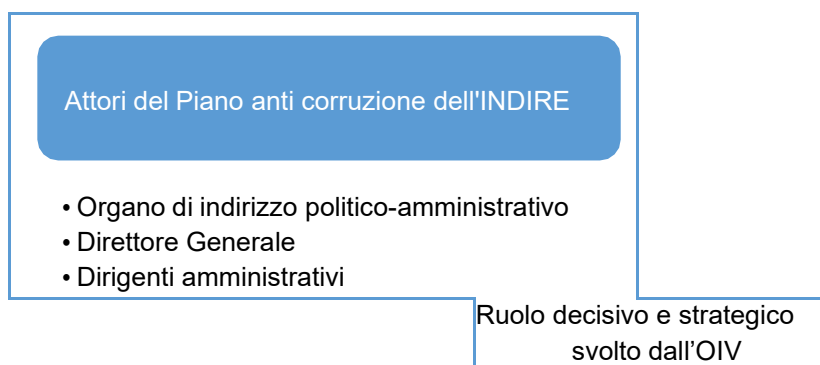 Attori del Piano anti corruzione dell'INDIRE
• Organo di indirizzo politico-amministrativo
• Direttore Generale
• Dirigenti amministrativi
Ruolo decisivo e strategico
svolto dall’OIV